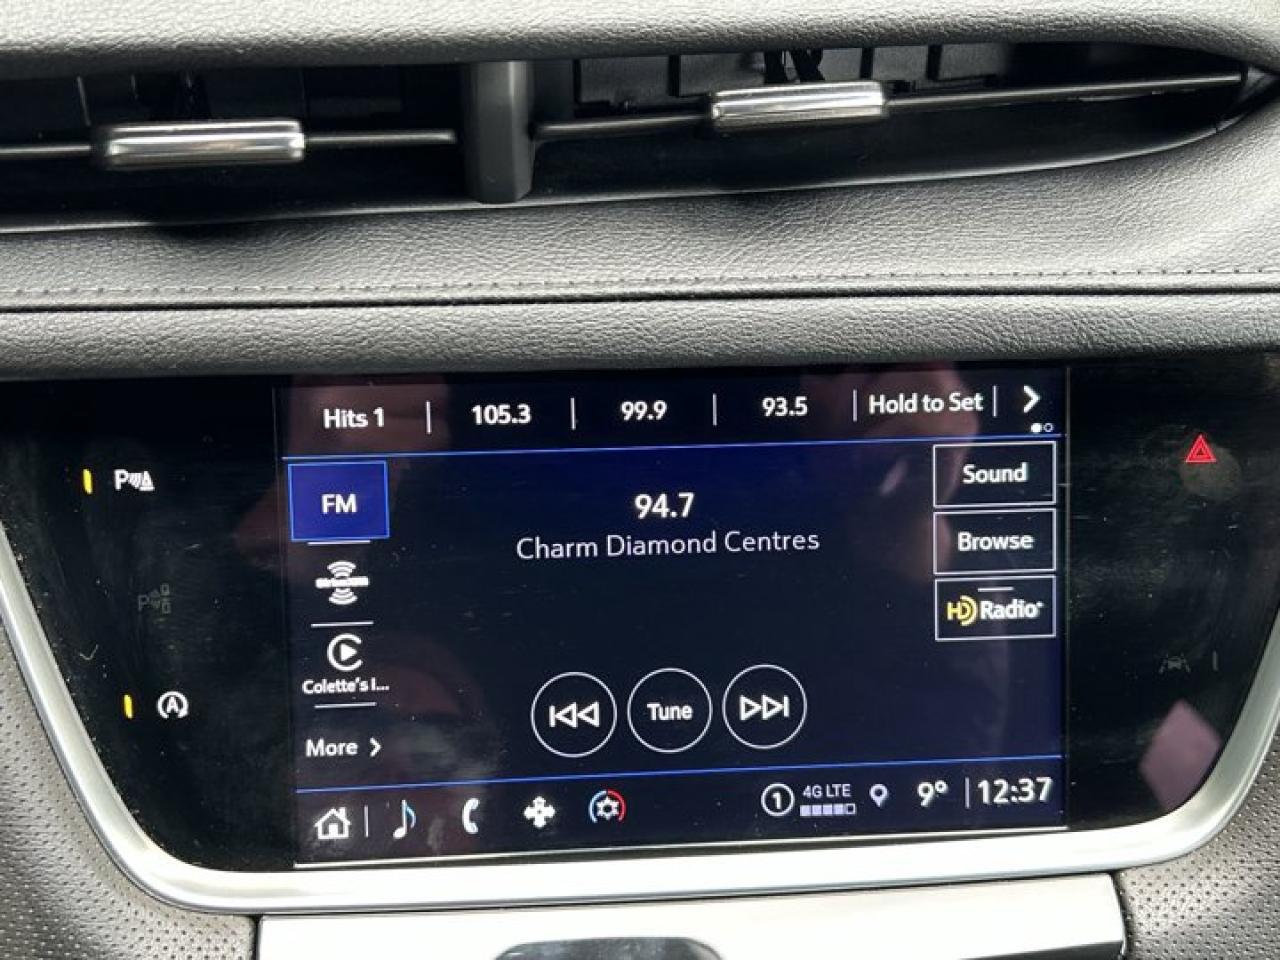 Hits 1 | 105.3 | 99.9 | 93.5 | Hold to Set |
FM
94.7
Charm Diamond Centres
Sound
Browse
HD Radio
Colette's I...
More
Tune
1 4G LTE 9° 12:37
P
P
A